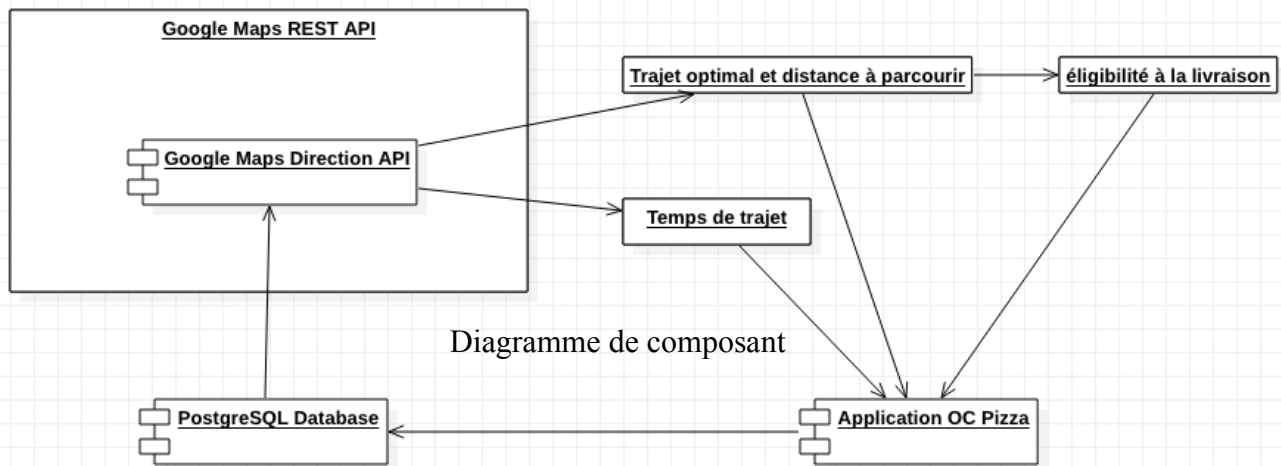 Google Maps REST API
Trajet optimal et distance à parcourir
éligibilité à la livraison
Google Maps Direction API
Temps de trajet
Diagramme de composant
PostgreSQL Database
Application OC Pizza